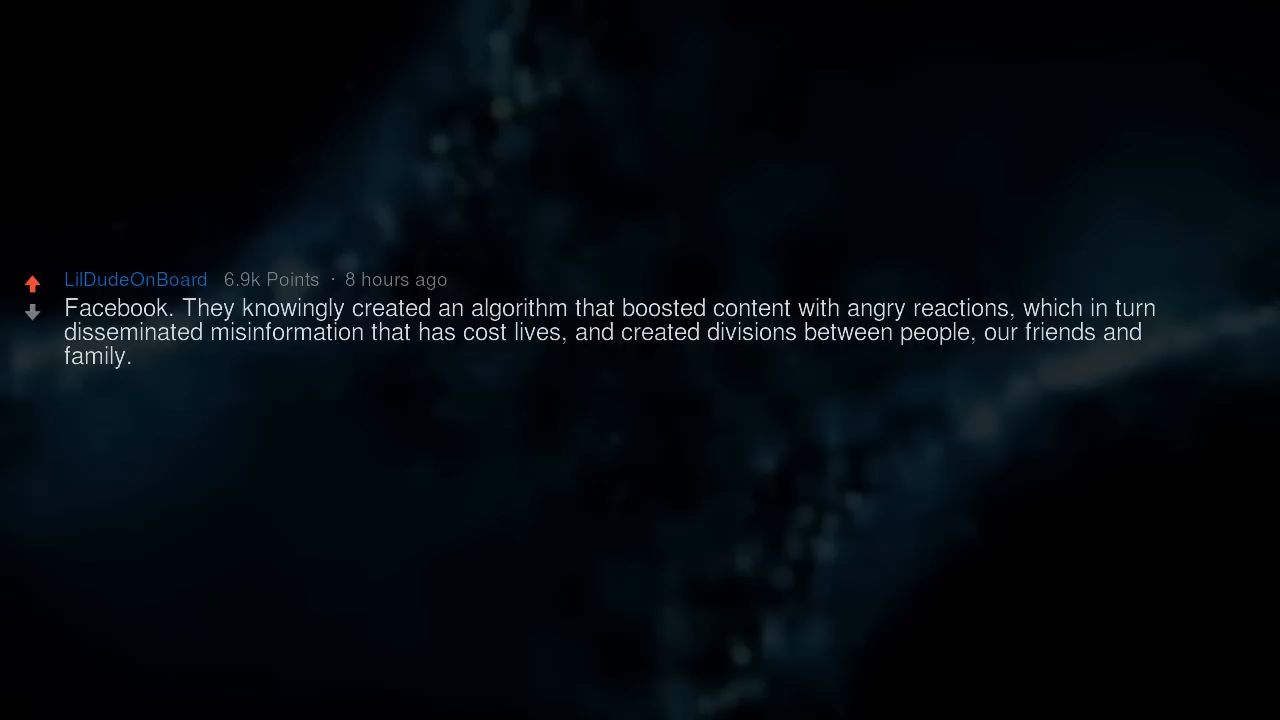 LilDudeOnBoard 6.9k Points · 8 hours ago
Facebook. They knowingly created an algorithm that boosted content with angry reactions, which in turn
disseminated misinformation that has cost lives, and created divisions between people, our friends and
family.